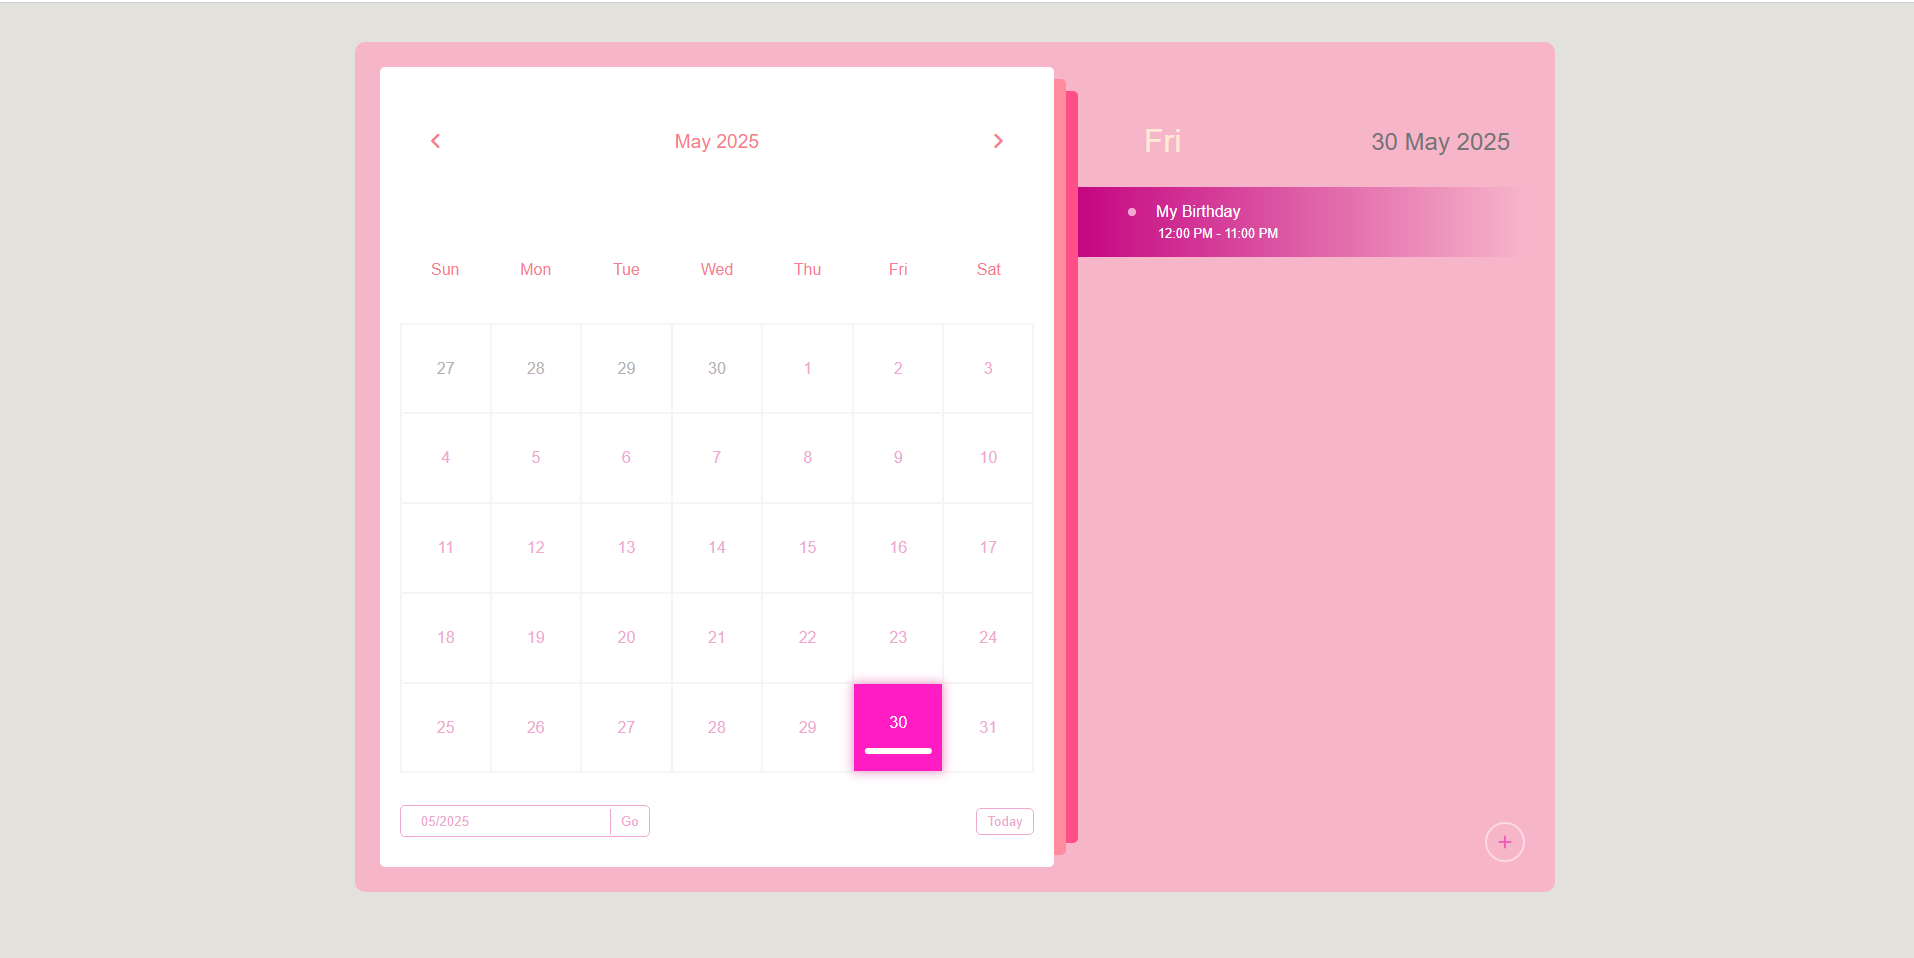 May 2025
Sun Mon Tue Wed Thu Fri Sat
27 28 29 30 1 2 3
4 5 6 7 8 9 10
11 12 13 14 15 16 17
18 19 20 21 22 23 24
25 26 27 28 29 30 31
05/2025 Go Today
Fri 30 May 2025
My Birthday
12:00 PM - 11:00 PM
+